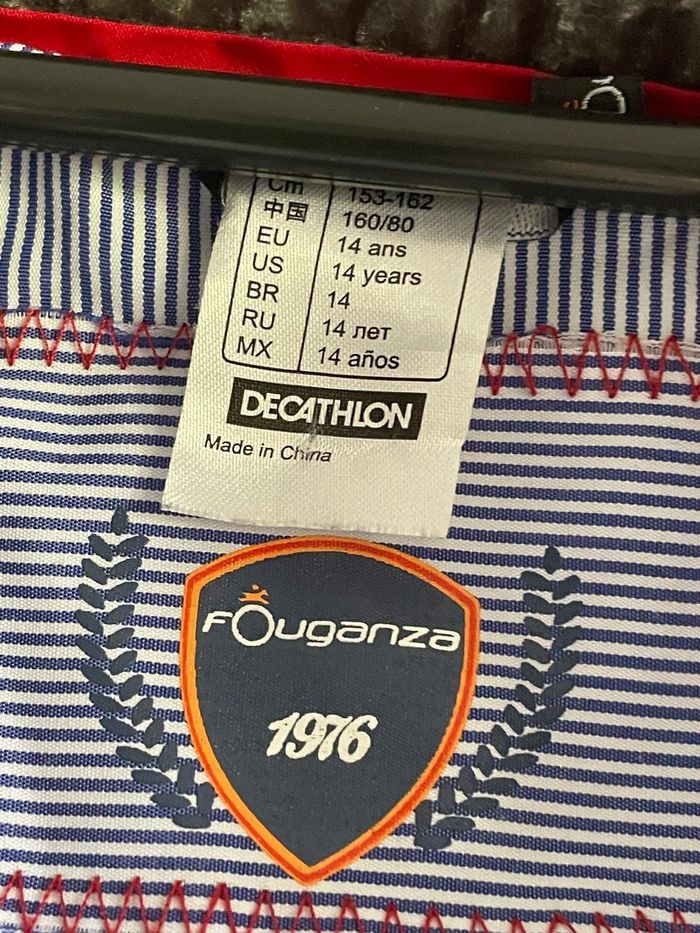 Cm 153-162
中国 160/80
EU 14 ans
US 14 years
BR 14
RU 14 лет
MX 14 años
DECATHLON
Made in China
FOuganza
1976